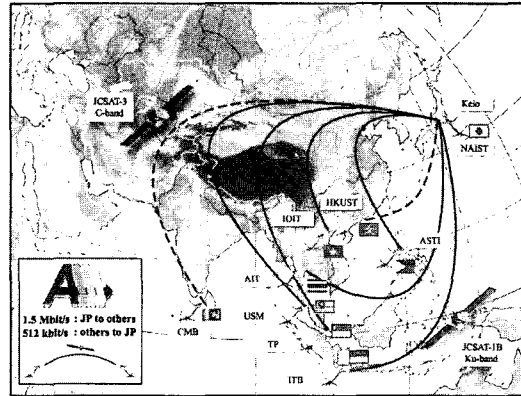 JCSAT-3
C-band
Keio
NAIST
HKUST
IOIT
ASTI
AIT
USM
CMB
TP
ITB
JCSAT-1B
Ku-band
A
1.5 Mbit/s : JP to others
512 kbit/s : others to JP